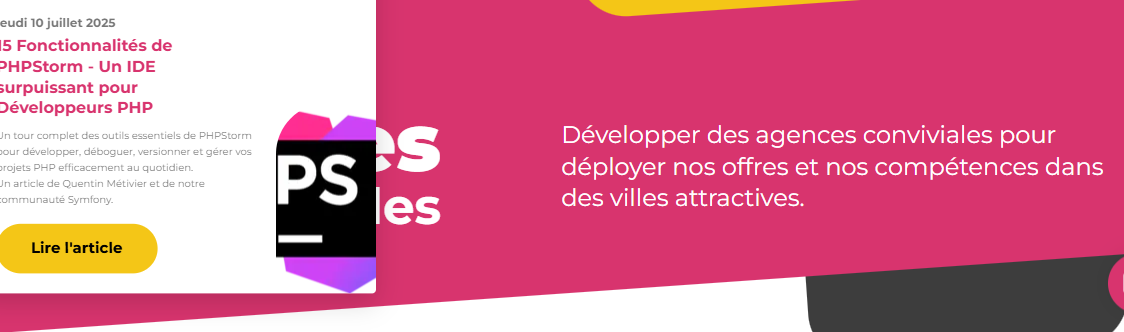 eudi 10 juillet 2025
15 Fonctionnalités de
PHPStorm - Un IDE
surpuissant pour
Développeurs PHP
Un tour complet des outils essentiels de PHPStorm
pour développer, déboguer, versionner et gérer vos
projets PHP efficacement au quotidien.
Un article de Quentin Métivier et de notre
communauté Symfony.
Lire l'article
PS
es
les
Développer des agences conviviales pour
déployer nos offres et nos compétences dans
des villes attractives.